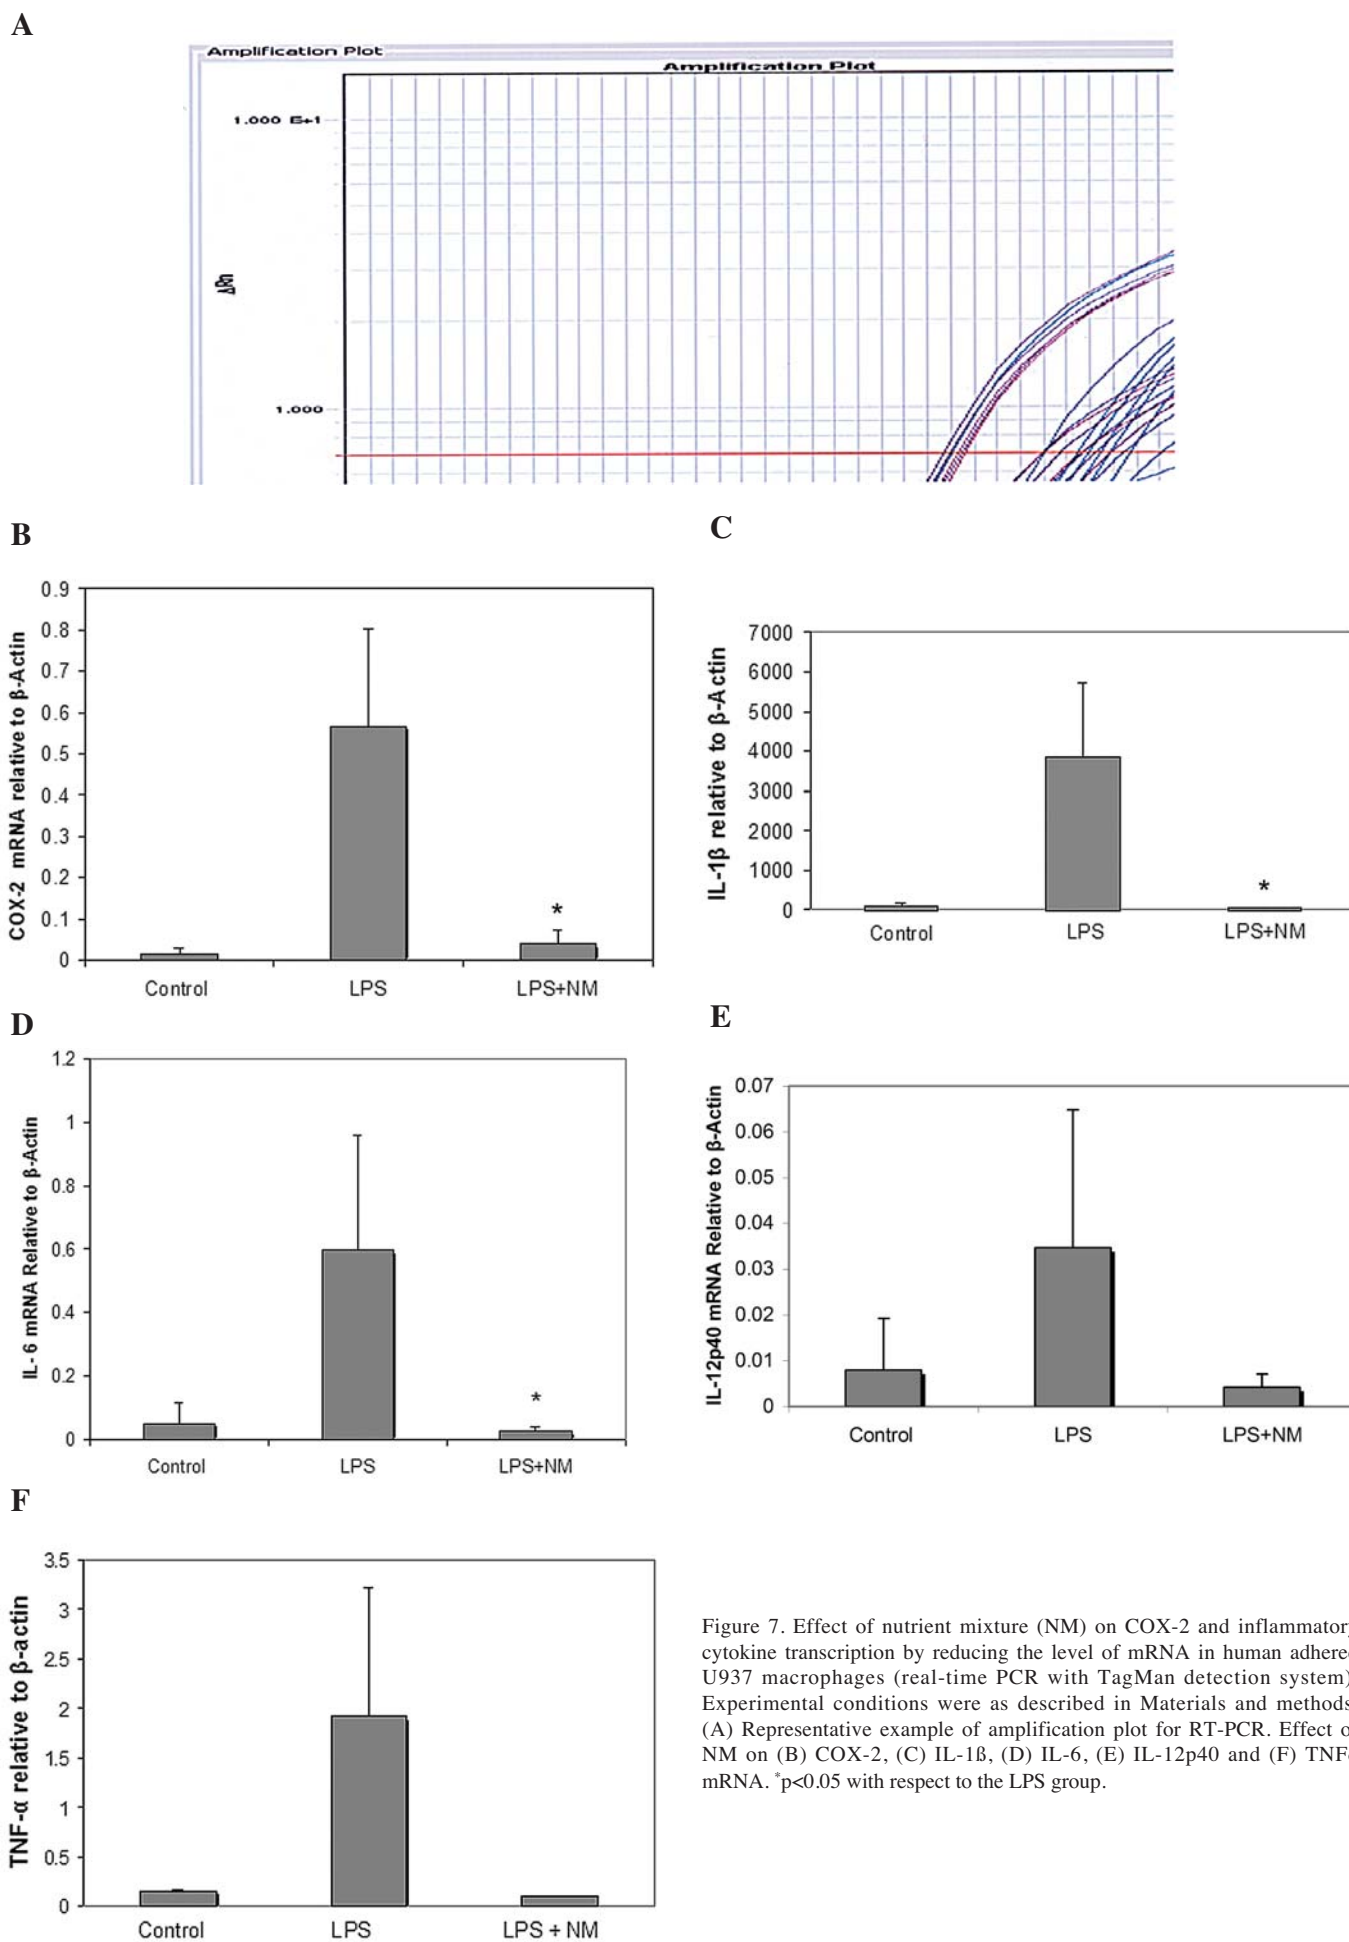 A
Amplification Plot
Amplification Plot
1.000 E+1
ΔRn
1.000
B
COX-2 mRNA relative to β-Actin
0.9
0.8
0.7
0.6
0.5
0.4
0.3
0.2
0.1
0
*
Control LPS LPS+NM
C
IL-1β relative to β-Actin
7000
6000
5000
4000
3000
2000
1000
0
*
Control LPS LPS+NM
D
IL-6 mRNA Relative to β-Actin
1.2
1
0.8
0.6
0.4
0.2
0
*
Control LPS LPS+NM
E
IL-12p40 mRNA Relative to β-Actin
0.07
0.06
0.05
0.04
0.03
0.02
0.01
0
Control LPS LPS+NM
F
TNF-α relative to β-actin
3.5
3
2.5
2
1.5
1
0.5
0
Control LPS LPS + NM
Figure 7. Effect of nutrient mixture (NM) on COX-2 and inflammator
cytokine transcription by reducing the level of mRNA in human adhere
U937 macrophages (real-time PCR with TagMan detection system)
Experimental conditions were as described in Materials and methods
(A) Representative example of amplification plot for RT-PCR. Effect o
NM on (B) COX-2, (C) IL-1ß, (D) IL-6, (E) IL-12p40 and (F) TNF
mRNA. *p<0.05 with respect to the LPS group.